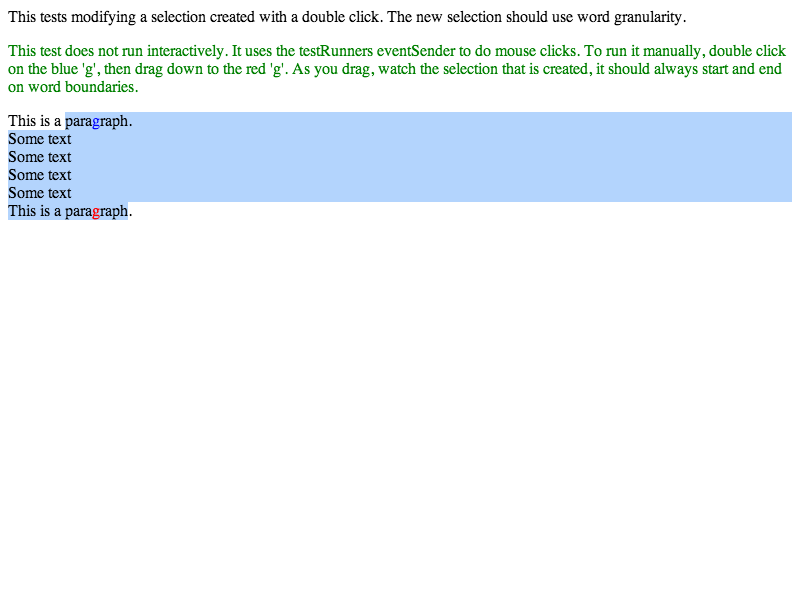 This tests modifying a selection created with a double click. The new selection should use word granularity.
This test does not run interactively. It uses the testRunners eventSender to do mouse clicks. To run it manually, double click
on the blue 'g', then drag down to the red 'g'. As you drag, watch the selection that is created, it should always start and end
on word boundaries.
This is a paragraph.
Some text
Some text
Some text
Some text
This is a paragraph.